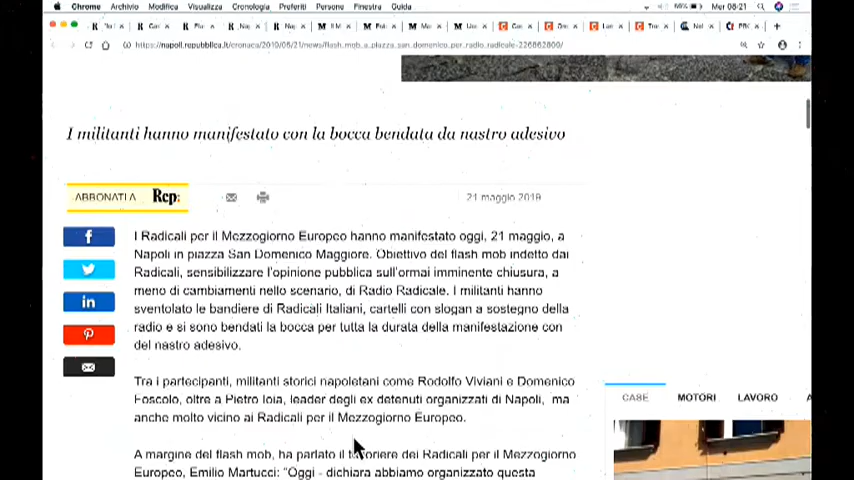 Chrome Archivio Modifica Visualizza Cronologia Preferiti Persone Finestra Guida
Mer 08:21
https://napoli.repubblica.it/cronaca/2019/05/21/news/flash_mob_a_piazza_san_domenico_per_radio_radicale-226862800/
I militanti hanno manifestato con la bocca bendata da nastro adesivo
ABBONATI A Rep:
21 maggio 2019
I Radicali per il Mezzogiorno Europeo hanno manifestato oggi, 21 maggio, a
Napoli in piazza San Domenico Maggiore. Obiettivo del flash mob indetto dai
Radicali, sensibilizzare l'opinione pubblica sull'ormai imminente chiusura, a
meno di cambiamenti nello scenario, di Radio Radicale. I militanti hanno
sventolato le bandiere di Radicali Italiani, cartelli con slogan a sostegno della
radio e si sono bendati la bocca per tutta la durata della manifestazione con
del nastro adesivo.
Tra i partecipanti, militanti storici napoletani come Rodolfo Viviani e Domenico
Foscolo, oltre a Pietro Ioia, leader degli ex detenuti organizzati di Napoli, ma
anche molto vicino ai Radicali per il Mezzogiorno Europeo.
CASE MOTORI LAVORO A
A margine del flash mob, ha parlato il tesoriere dei Radicali per il Mezzogiorno
Europeo, Emilio Martucci: "Oggi - dichiara abbiamo organizzato questa